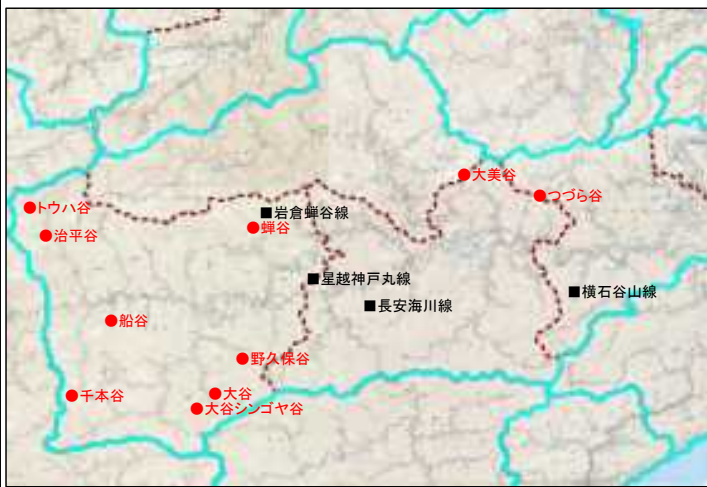 ●大美谷
●つづら谷
●トウハ谷
■岩倉蝉谷線
●蝉谷
●治平谷
■星越神戸丸線
■横石谷山線
■長安海川線
●船谷
●野久保谷
●大谷
●千本谷
●大谷シンゴヤ谷